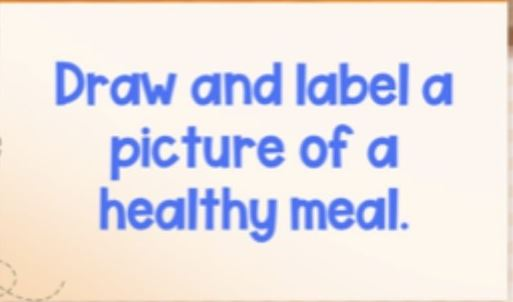 Draw and label a
picture of a
healthy meal.